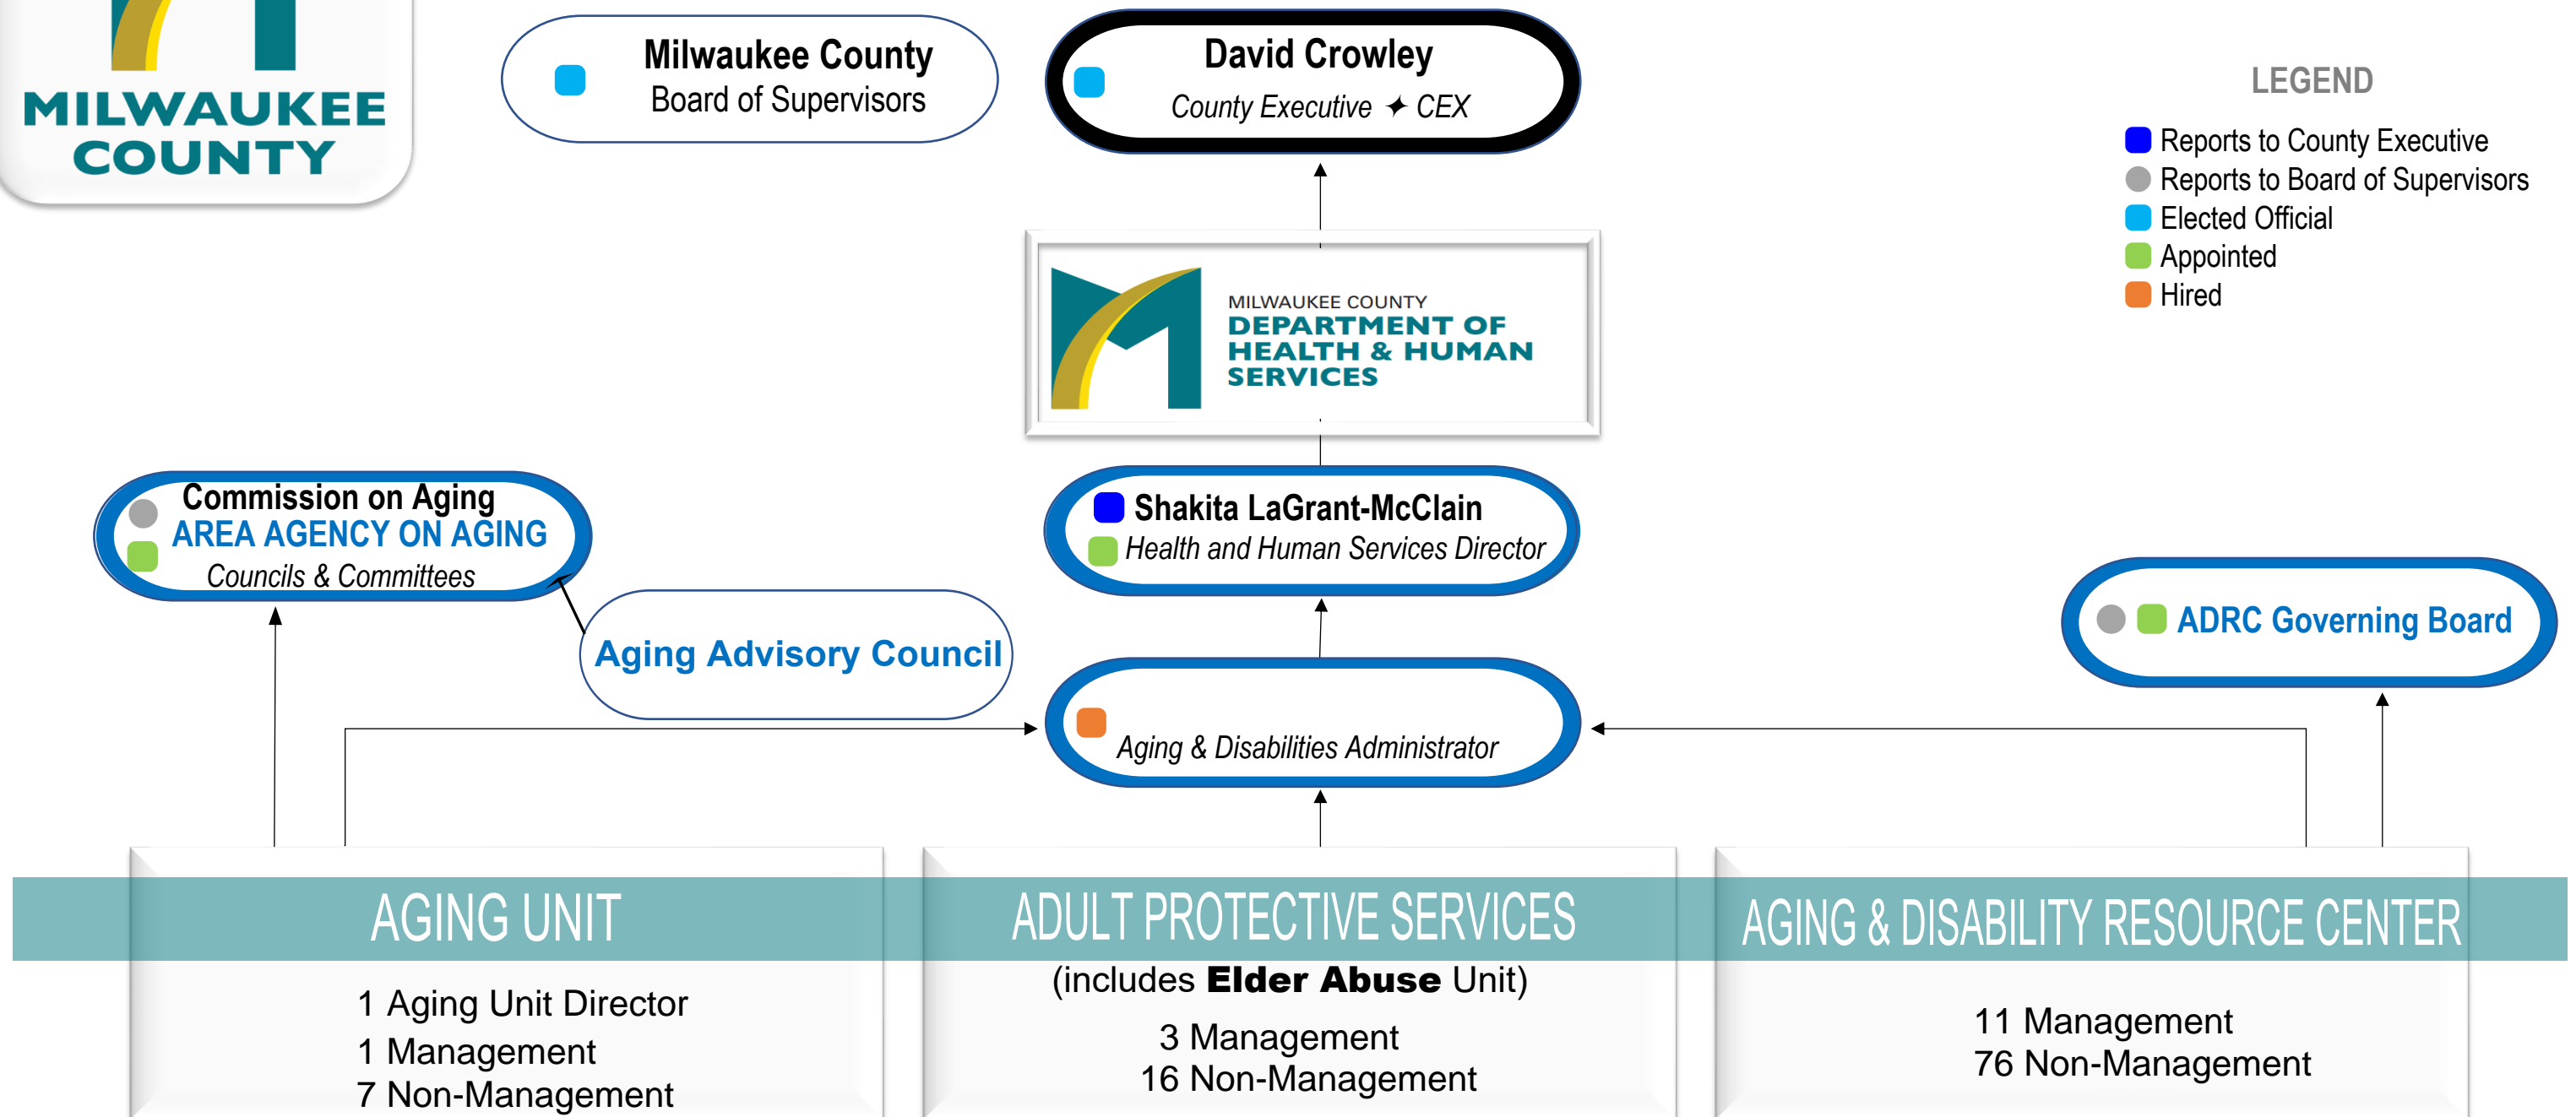 MILWAUKEE
COUNTY
Milwaukee County
Board of Supervisors
David Crowley
County Executive ✦ CEX
LEGEND
Reports to County Executive
Reports to Board of Supervisors
Elected Official
Appointed
Hired
MILWAUKEE COUNTY
DEPARTMENT OF
HEALTH & HUMAN
SERVICES
Commission on Aging
AREA AGENCY ON AGING
Councils & Committees
Shakita LaGrant-McClain
Health and Human Services Director
Aging Advisory Council
ADRC Governing Board
Aging & Disabilities Administrator
AGING UNIT
1 Aging Unit Director
1 Management
7 Non-Management
ADULT PROTECTIVE SERVICES
(includes Elder Abuse Unit)
3 Management
16 Non-Management
AGING & DISABILITY RESOURCE CENTER
11 Management
76 Non-Management